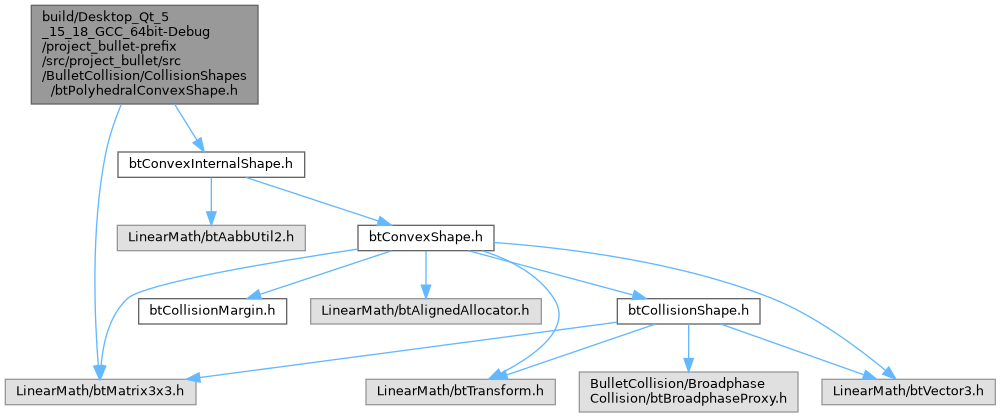 build/Desktop_Qt_5
_15_18_GCC_64bit-Debug
/project_bullet-prefix
/src/project_bullet/src
/BulletCollision/CollisionShapes
/btPolyhedralConvexShape.h
btConvexInternalShape.h
LinearMath/btAabbUtil2.h
btConvexShape.h
btCollisionMargin.h
LinearMath/btAlignedAllocator.h
btCollisionShape.h
LinearMath/btMatrix3x3.h
LinearMath/btTransform.h
BulletCollision/Broadphase
Collision/btBroadphaseProxy.h
LinearMath/btVector3.h